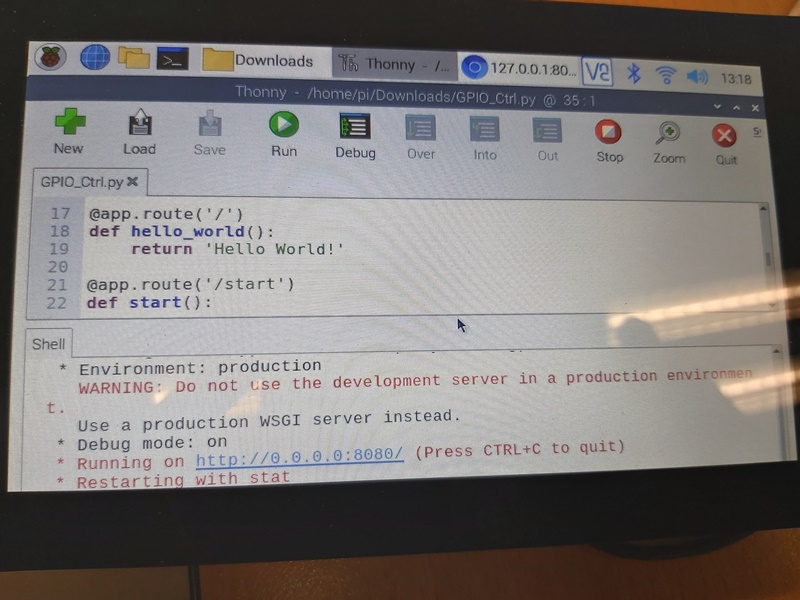 Downloads
Thonny - /...
127.0.0.1:80...
V2
13:18
Thonny - /home/pi/Downloads/GPIO_Ctrl.py @ 35:1
New
Load
Save
Run
Debug
Over
Into
Out
Stop
Zoom
Quit
GPIO_Ctrl.py
17 @app.route('/')
18 def hello_world():
19 return 'Hello World!'
20
21 @app.route('/start')
22 def start():
Shell
* Environment: production
WARNING: Do not use the development server in a production environmen
t.
Use a production WSGI server instead.
* Debug mode: on
* Running on http://0.0.0.0:8080/ (Press CTRL+C to quit)
* Restarting with stat